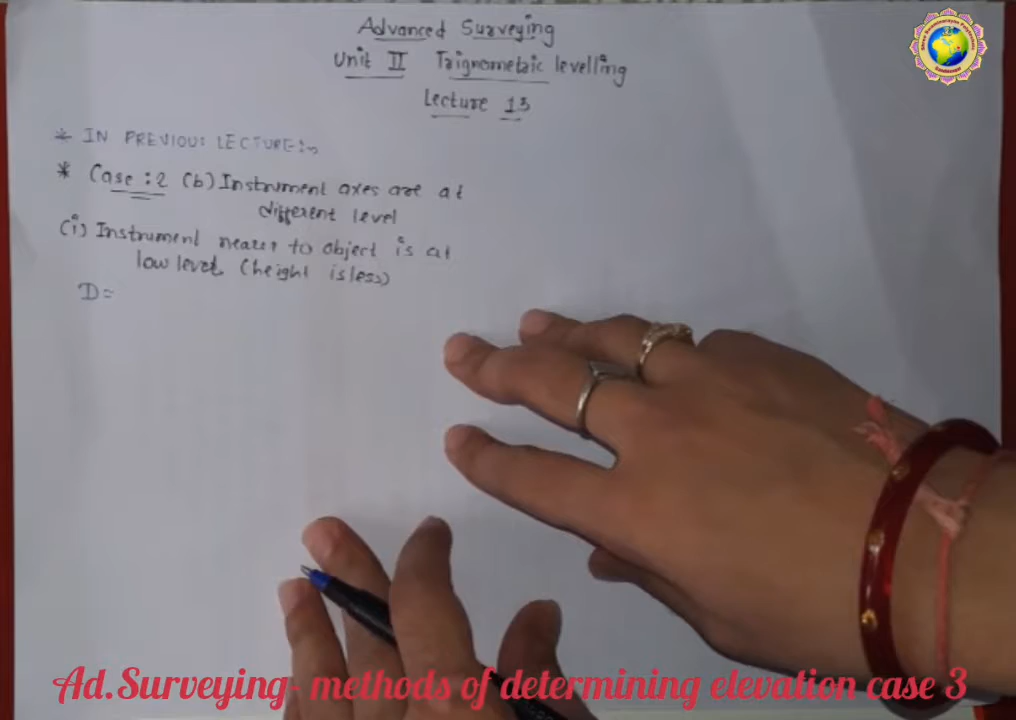 Advanced Surveying
Unit II Trignometric levelling
Lecture 13
* IN PREVIOUS LECTURE:~
* Case:2 (b) Instrument axes are at
different level
(i) Instrument nearer to object is at
low level (height is less)
D=
Ad.Surveying- methods of determining elevation case 3